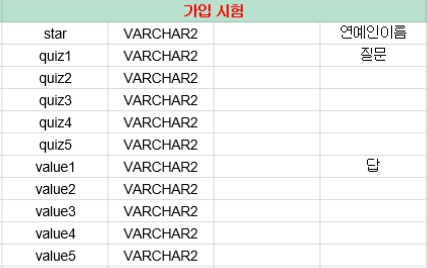 가입 시험
star VARCHAR2 연예인이름
quiz1 VARCHAR2 질문
quiz2 VARCHAR2
quiz3 VARCHAR2
quiz4 VARCHAR2
quiz5 VARCHAR2
value1 VARCHAR2 답
value2 VARCHAR2
value3 VARCHAR2
value4 VARCHAR2
value5 VARCHAR2